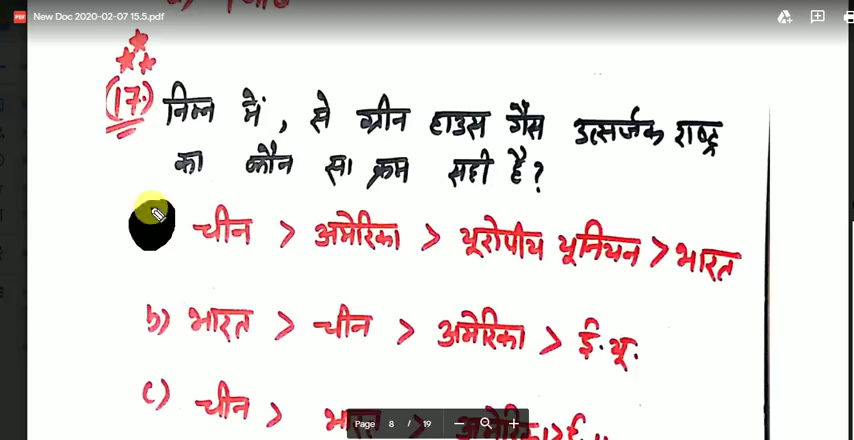 New Doc 2020-02-07 15.5.pdf
(17.) निम्न में, से ग्रीन हाउस गैस उत्सर्जक राष्ट्र
का कौन सा क्रम सही है?
चीन > अमेरिका > यूरोपीय यूनियन > भारत
b) भारत > चीन > अमेरिका > ई.यू.
c) चीन >
Page 8 / 19